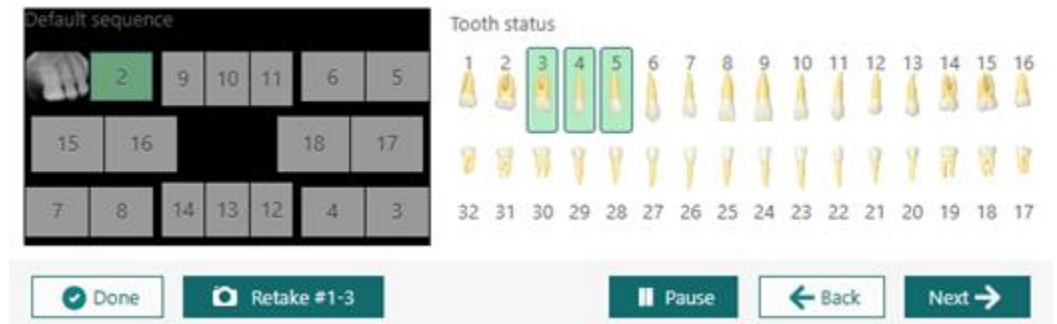 Default sequence
2 9 10 11 6 5
15 16 18 17
7 8 14 13 12 4 3
Tooth status
1 2 3 4 5 6 7 8 9 10 11 12 13 14 15 16
32 31 30 29 28 27 26 25 24 23 22 21 20 19 18 17
Done Retake #1-3 Pause Back Next